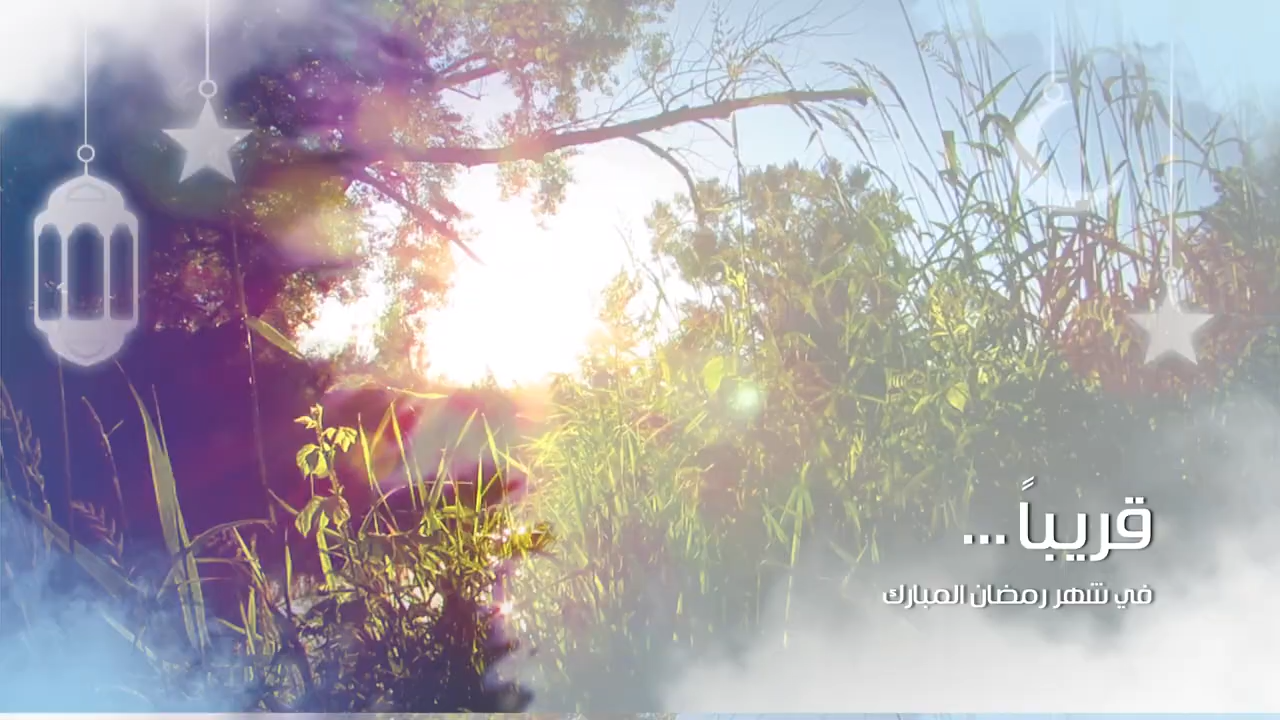 قريباً ...
في شهر رمضان المبارك